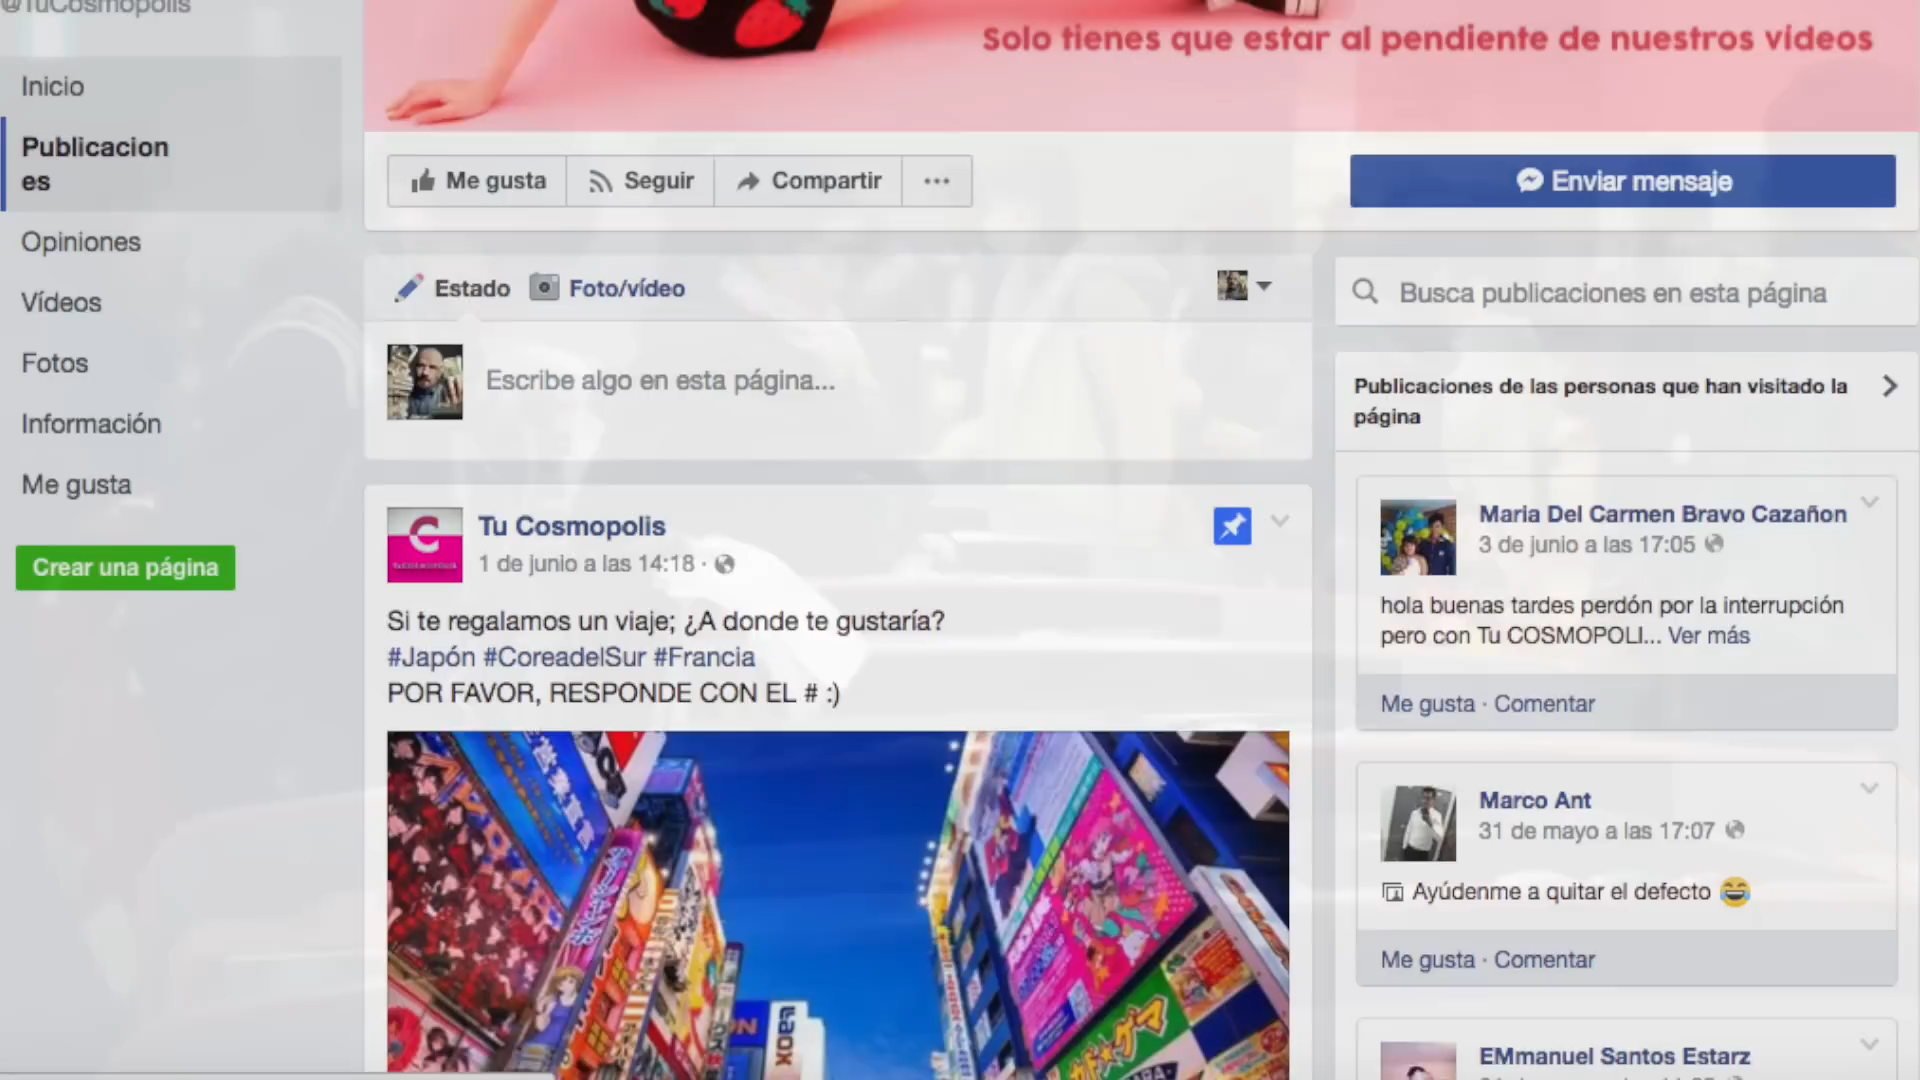 @TuCosmopolis
Solo tienes que estar al pendiente de nuestros vídeos
Inicio
Publicacion
es
Opiniones
Vídeos
Fotos
Información
Me gusta
Crear una página
Me gusta
Seguir
Compartir
Enviar mensaje
Estado
Foto/vídeo
Escribe algo en esta página...
Tu Cosmopolis
1 de junio a las 14:18 ·
Si te regalamos un viaje; ¿A donde te gustaría?
#Japón #CoreadelSur #Francia
POR FAVOR, RESPONDE CON EL # :)
Busca publicaciones en esta página
Publicaciones de las personas que han visitado la
página
Maria Del Carmen Bravo Cazañon
3 de junio a las 17:05
hola buenas tardes perdón por la interrupción
pero con Tu COSMOPOLI... Ver más
Me gusta · Comentar
Marco Ant
31 de mayo a las 17:07
Ayúdenme a quitar el defecto 😂
Me gusta · Comentar
EMmanuel Santos Estarz